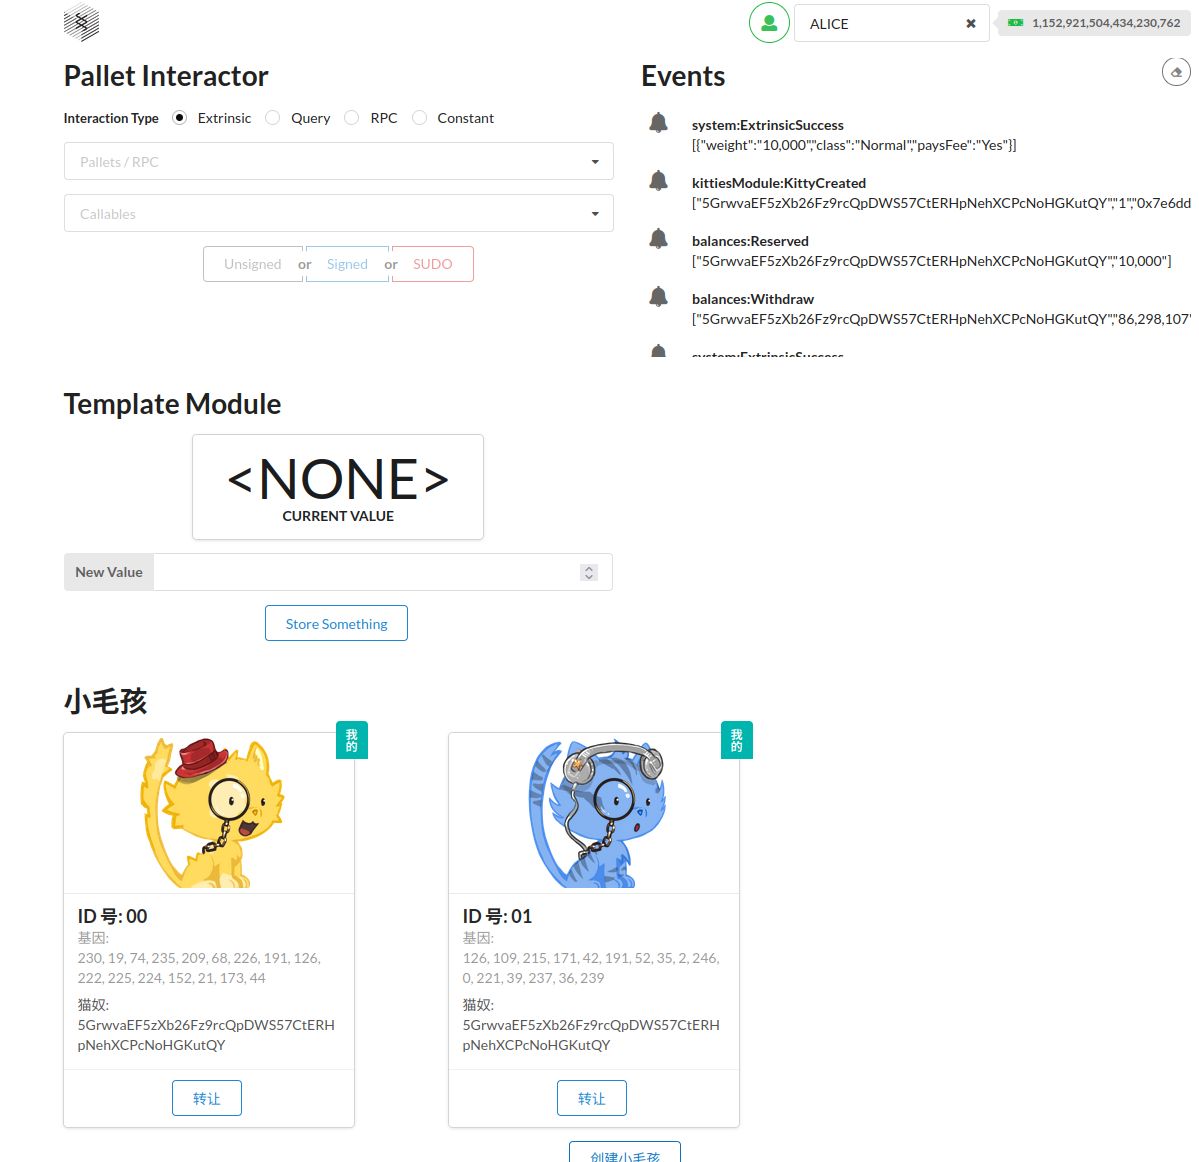 ALICE
1,152,921,504,434,230,762
Pallet Interactor
Interaction Type Extrinsic Query RPC Constant
Pallets / RPC
Callables
Unsigned or Signed or SUDO
Events
system:ExtrinsicSuccess
[{"weight":"10,000","class":"Normal","paysFee":"Yes"}]
kittiesModule:KittyCreated
["5GrwvaEF5zXb26Fz9rcQpDWS57CtERHpNehXCPcNoHGKutQY","1","0x7e6dd
balances:Reserved
["5GrwvaEF5zXb26Fz9rcQpDWS57CtERHpNehXCPcNoHGKutQY","10,000"]
balances:Withdraw
["5GrwvaEF5zXb26Fz9rcQpDWS57CtERHpNehXCPcNoHGKutQY","86,298,107"
system:ExtrinsicSuccess
Template Module
<NONE>
CURRENT VALUE
New Value
Store Something
小毛孩
我的
ID 号: 00
基因:
230, 19, 74, 235, 209, 68, 226, 191, 126,
222, 225, 224, 152, 21, 173, 44
猫奴:
5GrwvaEF5zXb26Fz9rcQpDWS57CtERH
pNehXCPcNoHGKutQY
转让
我的
ID 号: 01
基因:
126, 109, 215, 171, 42, 191, 52, 35, 2, 246,
0, 221, 39, 237, 36, 239
猫奴:
5GrwvaEF5zXb26Fz9rcQpDWS57CtERH
pNehXCPcNoHGKutQY
转让
创建小毛孩